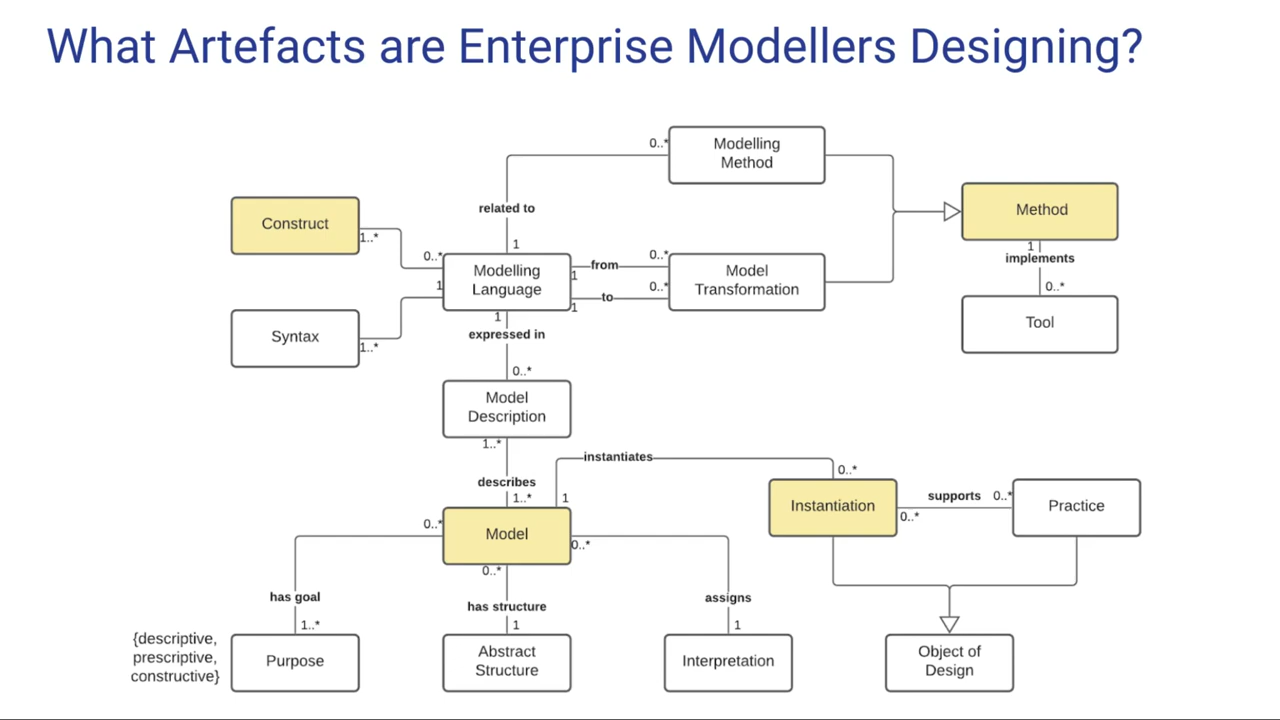 What Artefacts are Enterprise Modellers Designing?
0..*
Modelling
Method
related to
1
Construct
1..*
0..*
Method
1
implements
0..*
Tool
Modelling
Language
1
from
0..*
1
to
0..*
1
Model
Transformation
Syntax
1..*
1
expressed in
0..*
Model
Description
1..*
describes
1..*
instantiates
1
0..*
Instantiation
supports
0..*
0..*
Practice
Model
0..*
0..*
0..*
has goal
1..*
has structure
1
assigns
1
{descriptive,
prescriptive,
constructive}
Purpose
Abstract
Structure
Interpretation
Object of
Design